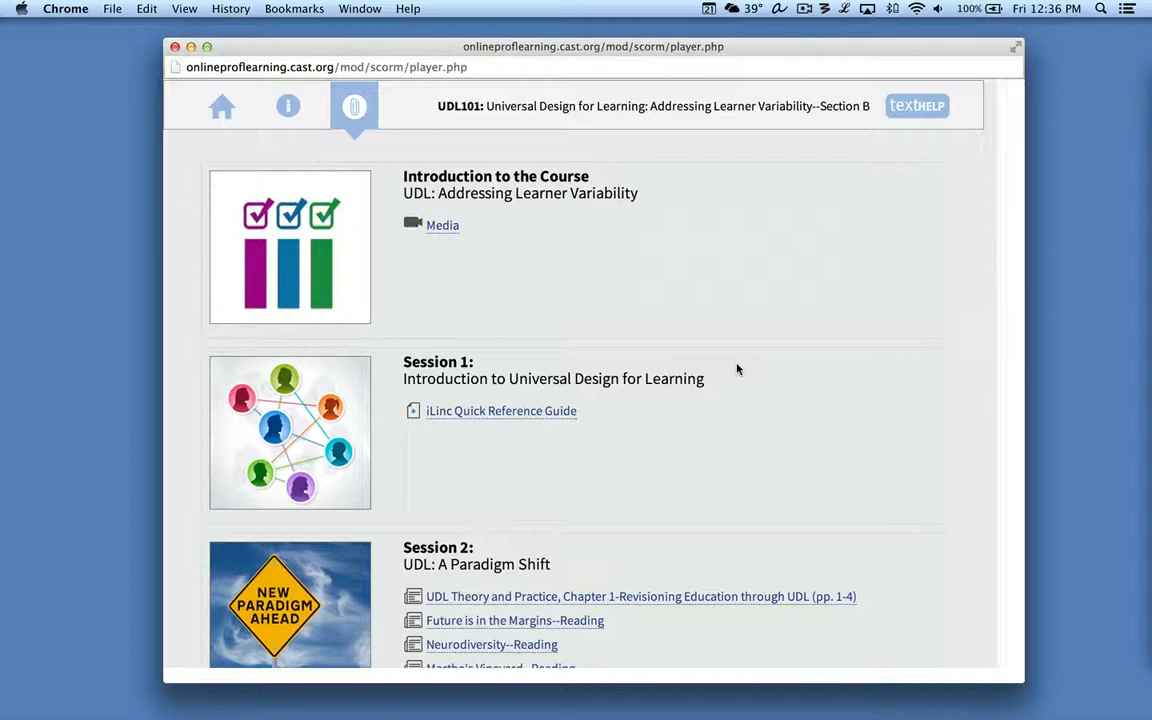 Chrome File Edit View History Bookmarks Window Help 21 39° 100% Fri 12:36 PM
onlineproflearning.cast.org/mod/scorm/player.php
onlineproflearning.cast.org/mod/scorm/player.php
UDL101: Universal Design for Learning: Addressing Learner Variability--Section B textHELP
Introduction to the Course
UDL: Addressing Learner Variability
Media
Session 1:
Introduction to Universal Design for Learning
iLinc Quick Reference Guide
Session 2:
UDL: A Paradigm Shift
NEW
PARADIGM
AHEAD
UDL Theory and Practice, Chapter 1-Revisioning Education through UDL (pp. 1-4)
Future is in the Margins--Reading
Neurodiversity--Reading
Martha's Vineyard--Reading